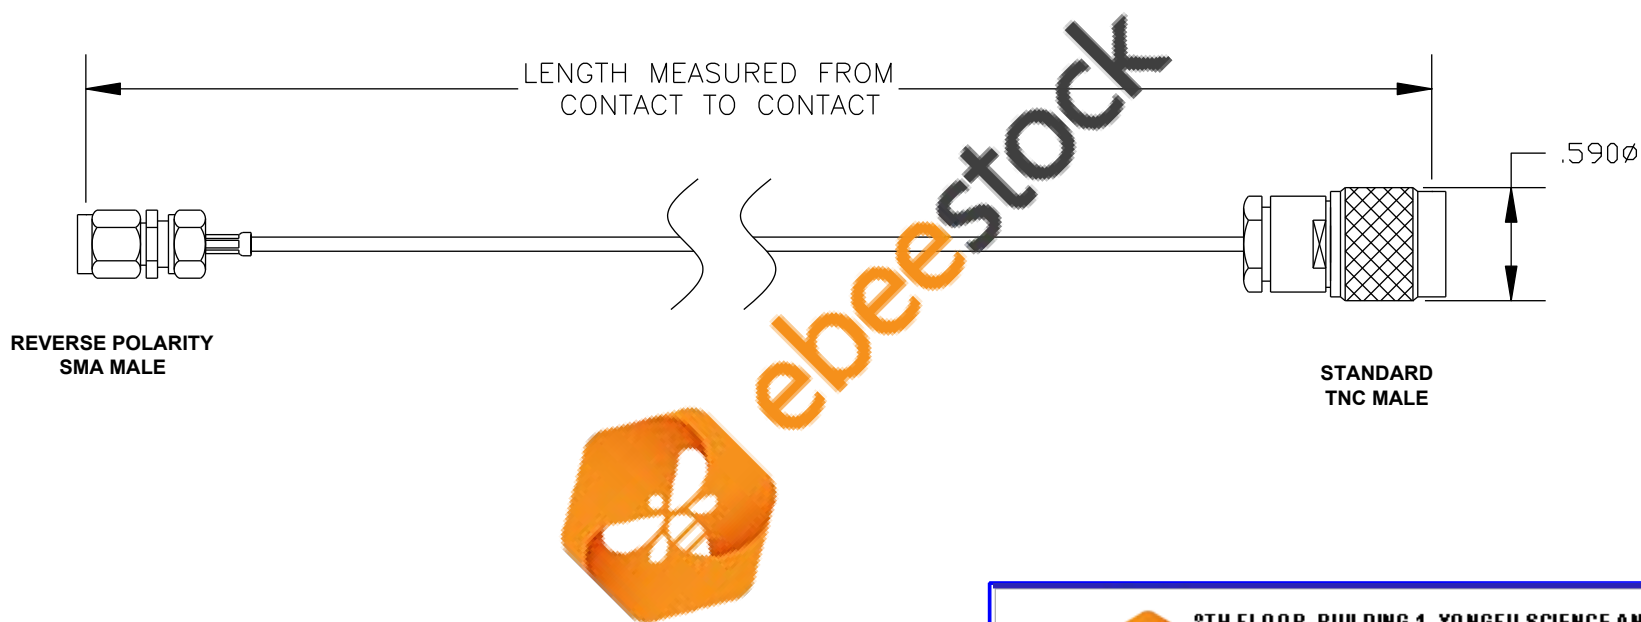 LENGTH MEASURED FROM
CONTACT TO CONTACT
.590ø
REVERSE POLARITY
SMA MALE
STANDARD
TNC MALE
ebeestock